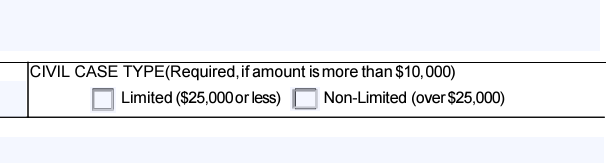 CIVIL CASE TYPE(Required, if amount is more than $10,000)
Limited ($25,000 or less) Non-Limited (over $25,000)